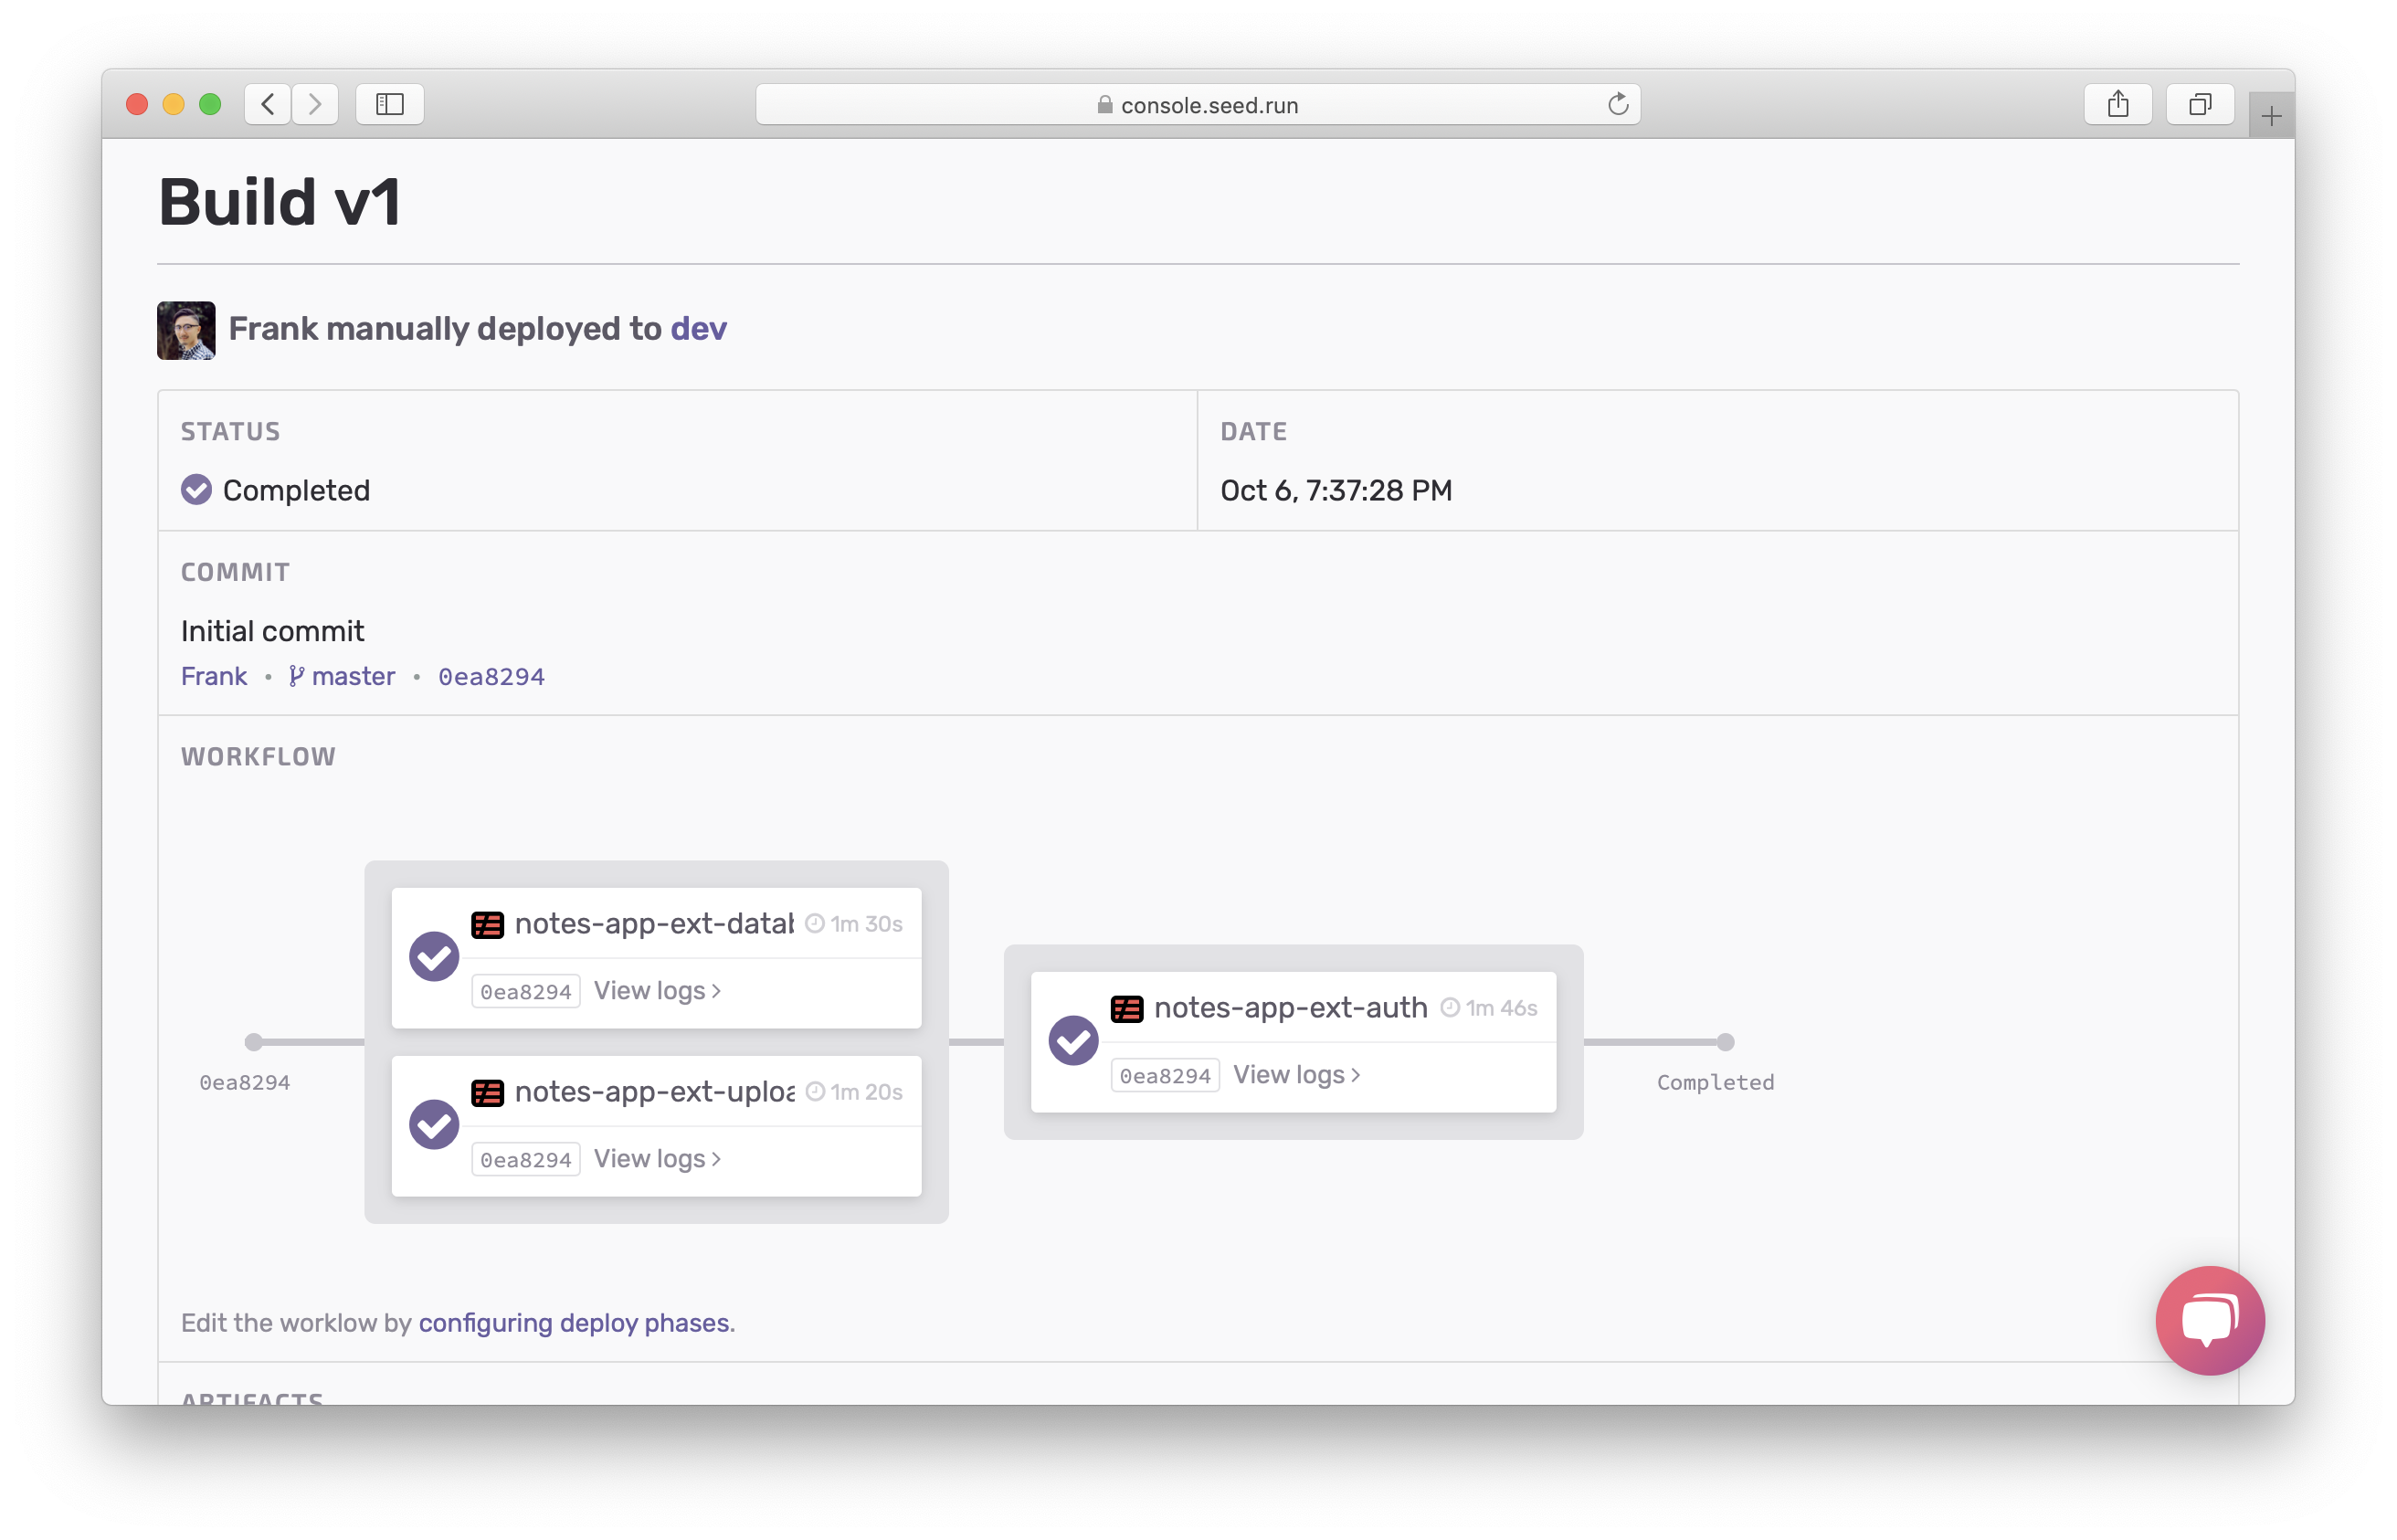 console.seed.run
Build v1
Frank manually deployed to dev
STATUS
Completed
DATE
Oct 6, 7:37:28 PM
COMMIT
Initial commit
Frank • master • 0ea8294
WORKFLOW
notes-app-ext-datab 1m 30s
0ea8294 View logs >
notes-app-ext-uploa 1m 20s
0ea8294 View logs >
0ea8294
notes-app-ext-auth 1m 46s
0ea8294 View logs >
Completed
Edit the worklow by configuring deploy phases.
ARTIFACTS